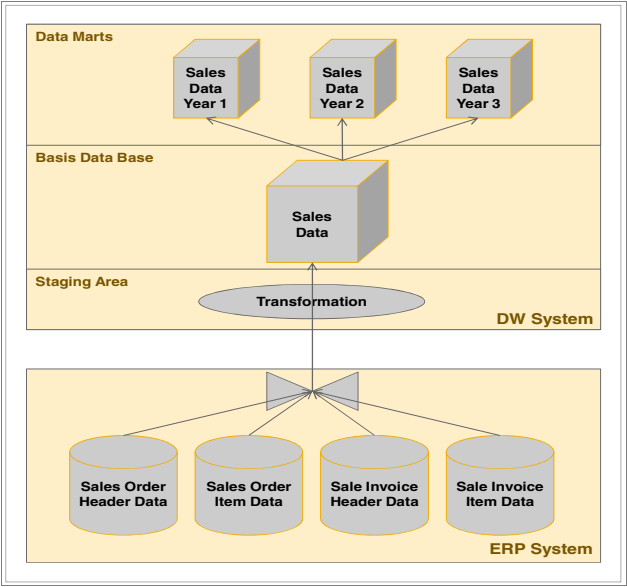 Data Marts
Sales
Data
Year 1
Sales
Data
Year 2
Sales
Data
Year 3
Basis Data Base
Sales
Data
Staging Area
Transformation
DW System
Sales Order
Header Data
Sales Order
Item Data
Sale Invoice
Header Data
Sale Invoice
Item Data
ERP System